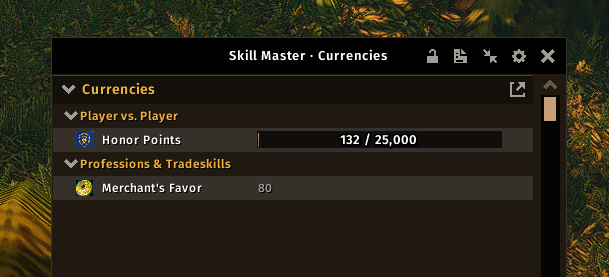 Skill Master · Currencies
Currencies
Player vs. Player
Honor Points 132 / 25,000
Professions & Tradeskills
Merchant's Favor 80